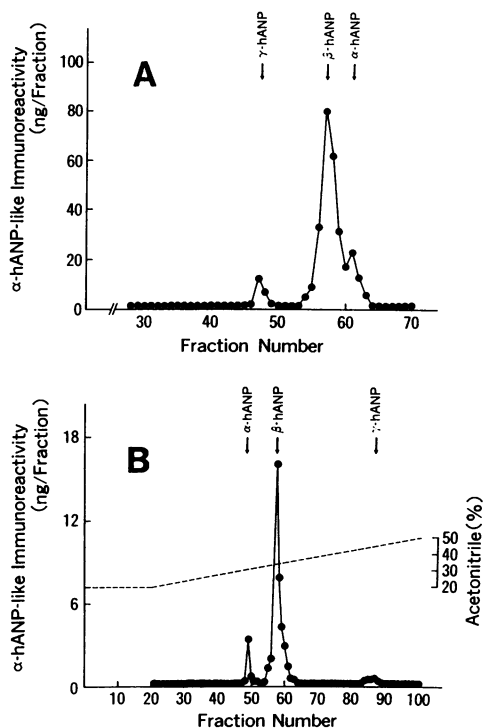 γ-hANP
β-hANP
α-hANP
A
α-hANP-like Immunoreactivity
(ng/Fraction)
100
80
60
40
20
0
30 40 50 60 70
Fraction Number
α-hANP
β-hANP
γ-hANP
B
α-hANP-like Immunoreactivity
(ng/Fraction)
18
12
6
0
50
40
30
20
Acetonitrile(%)
10 20 30 40 50 60 70 80 90 100
Fraction Number